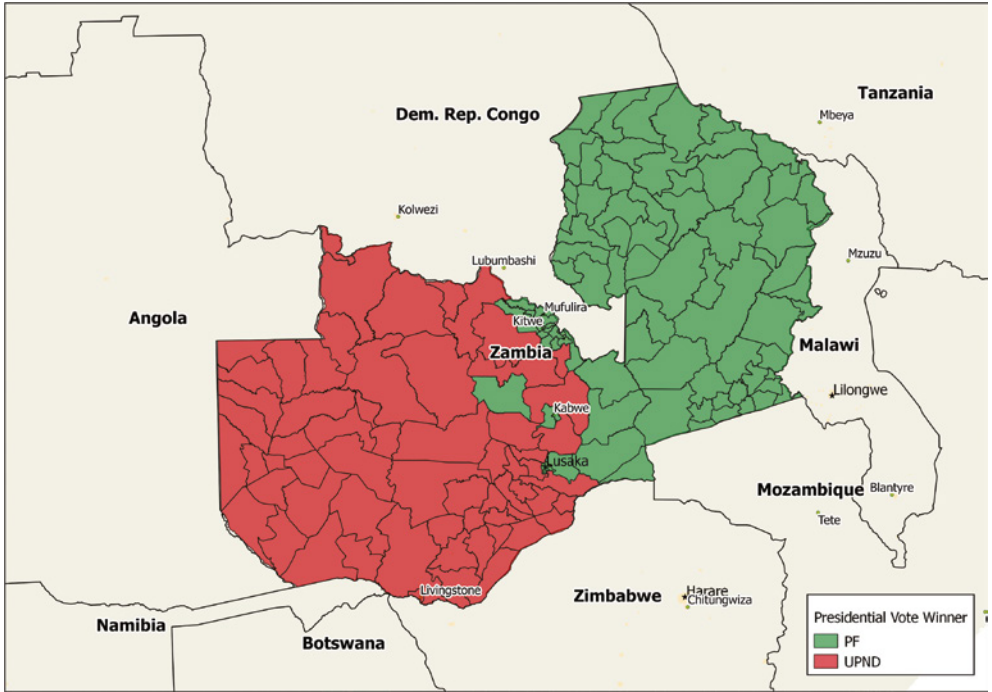 Tanzania
Mbeya
Dem. Rep. Congo
Kolwezi
Mzuzu
Lubumbashi
Mufulira
Angola
Kitwe
Zambia
Malawi
Lilongwe
Kabwe
Lusaka
Mozambique
Blantyre
Tete
Livingstone
Zimbabwe
Harare
Chitungwiza
Namibia
Botswana
Presidential Vote Winner
PF
UPND